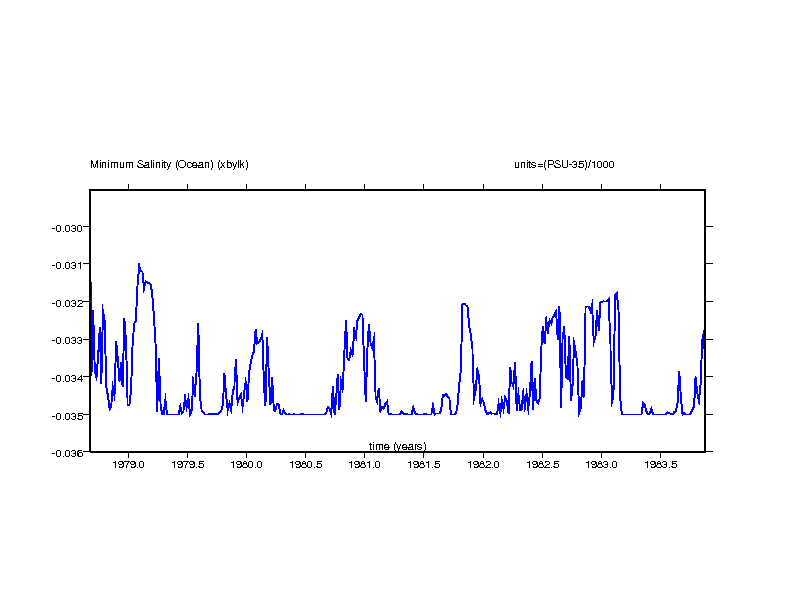 Minimum Salinity (Ocean) (xbylk) units=(PSU-35)/1000
-0.030
-0.031
-0.032
-0.033
-0.034
-0.035
-0.036
time (years)
1979.0 1979.5 1980.0 1980.5 1981.0 1981.5 1982.0 1982.5 1983.0 1983.5